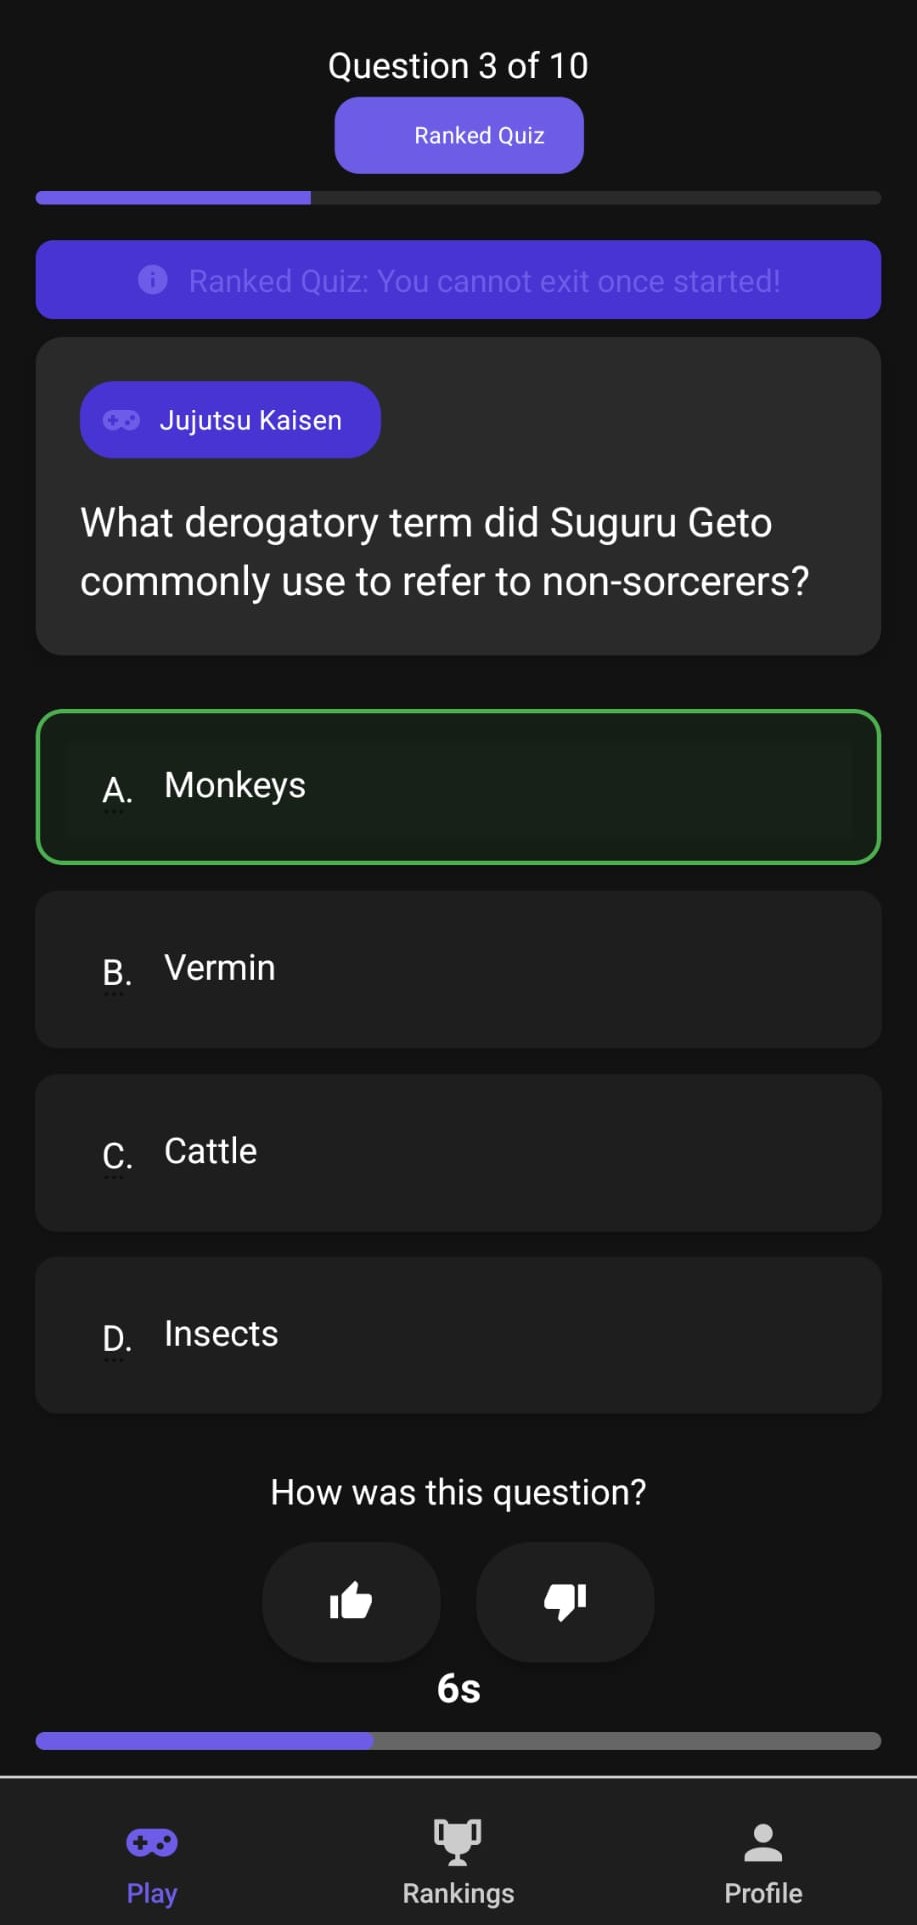 Question 3 of 10
Ranked Quiz
Ranked Quiz: You cannot exit once started!
Jujutsu Kaisen
What derogatory term did Suguru Geto
commonly use to refer to non-sorcerers?
A. Monkeys
B. Vermin
C. Cattle
D. Insects
How was this question?
6s
Play
Rankings
Profile